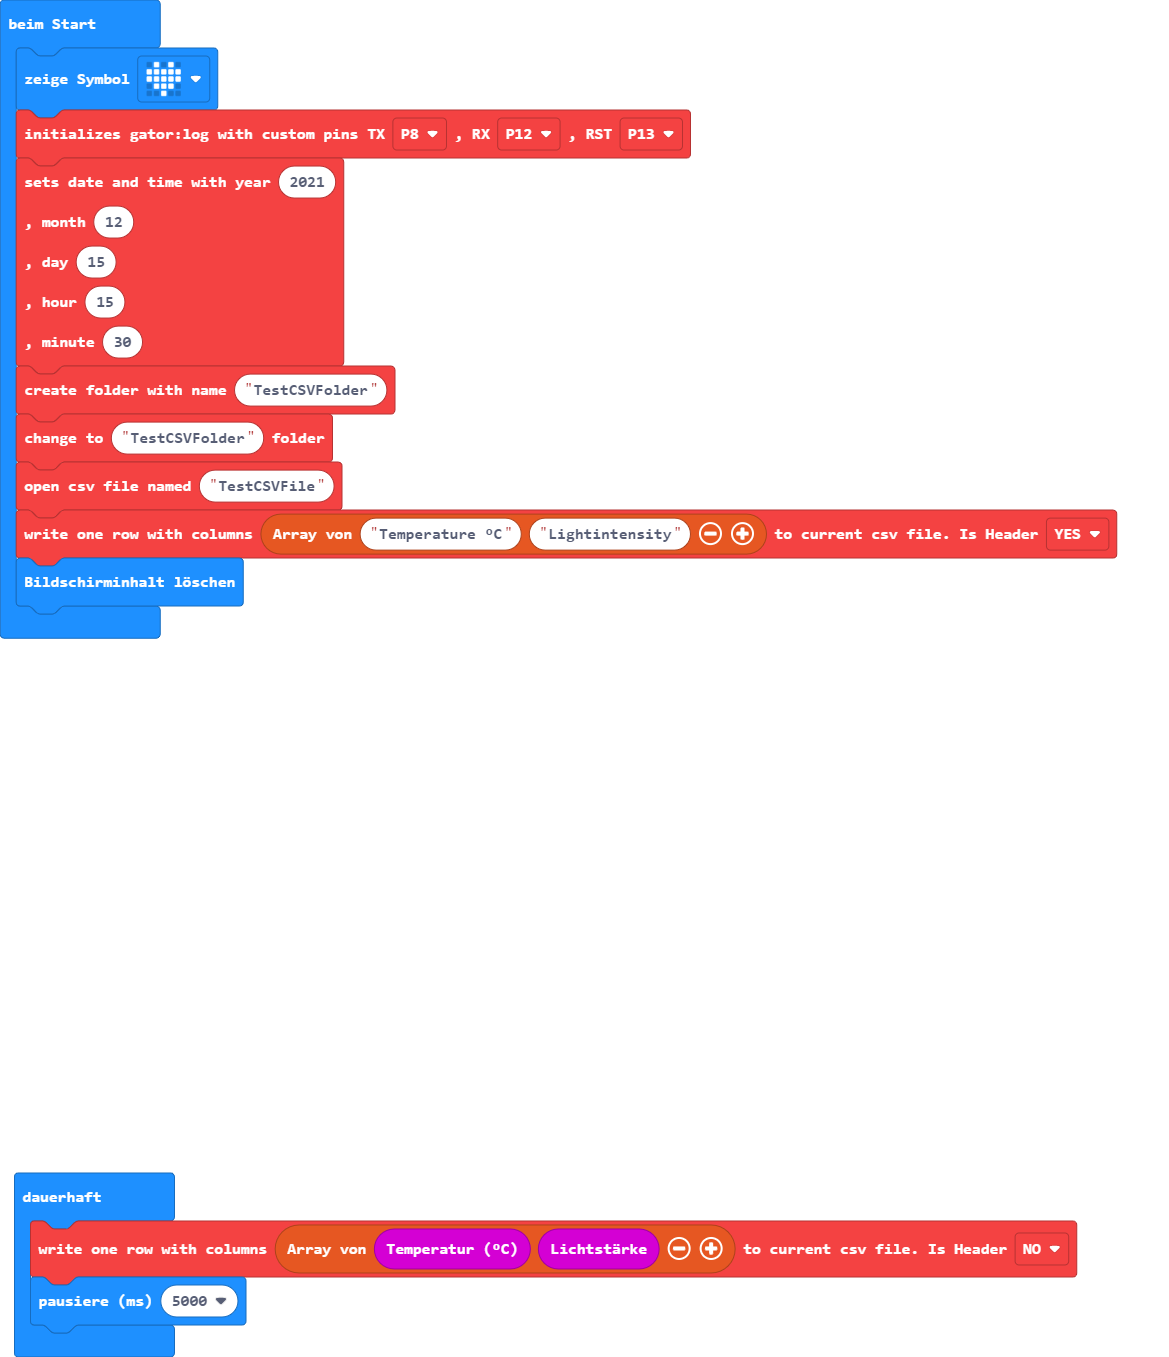 beim Start
zeige Symbol
initializes gator:log with custom pins TX P8 , RX P12 , RST P13
sets date and time with year 2021
, month 12
, day 15
, hour 15
, minute 30
create folder with name "TestCSVFolder"
change to "TestCSVFolder" folder
open csv file named "TestCSVFile"
write one row with columns Array von "Temperature ºC" "Lightintensity" to current csv file. Is Header YES
Bildschirminhalt löschen
dauerhaft
write one row with columns Array von Temperatur (ºC) Lichtstärke to current csv file. Is Header NO
pausiere (ms) 5000